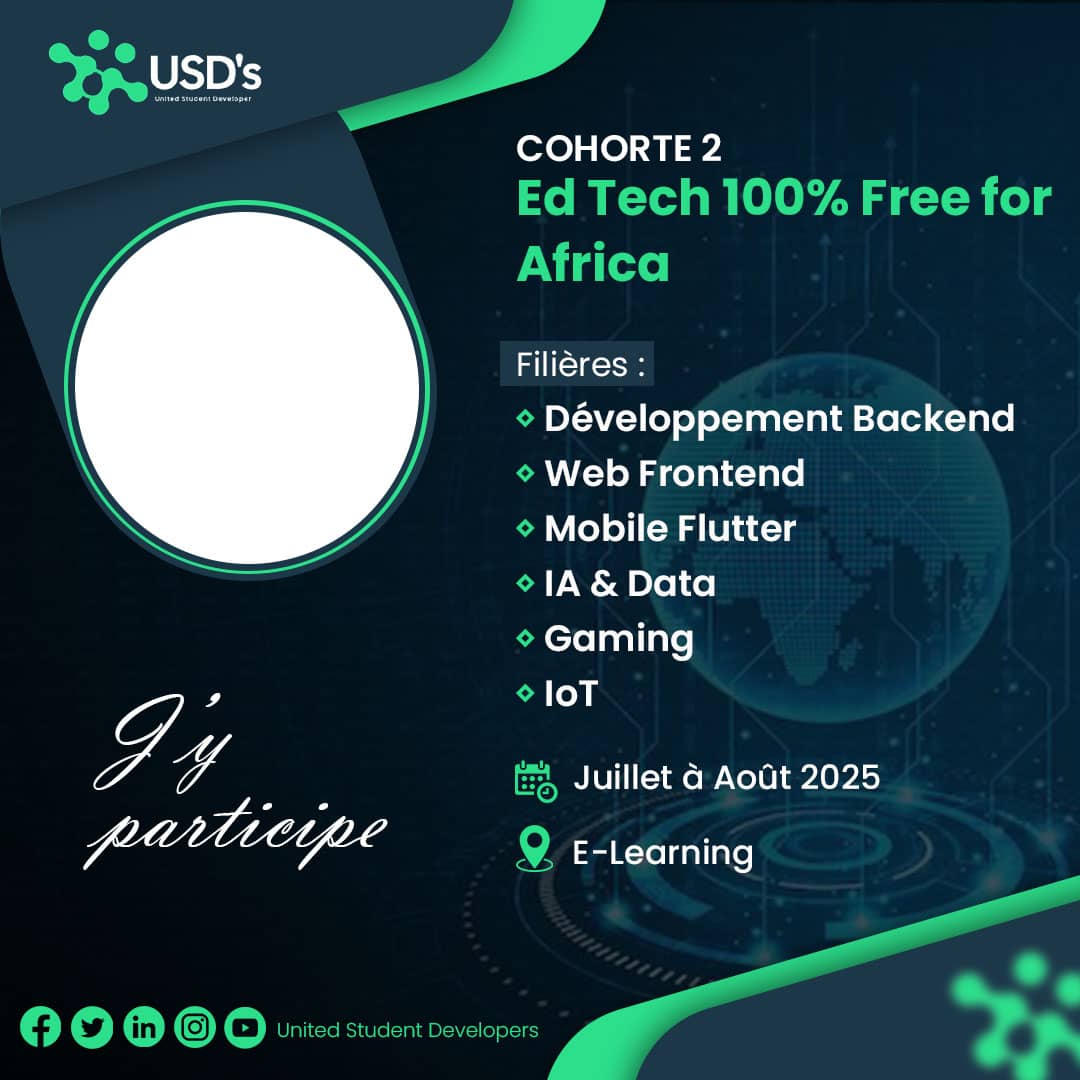 USD's
United Student Developer
COHORTE 2
Ed Tech 100% Free for
Africa
Filières :
Développement Backend
Web Frontend
Mobile Flutter
IA & Data
Gaming
IoT
J'y
participe
Juillet à Août 2025
E-Learning
United Student Developers